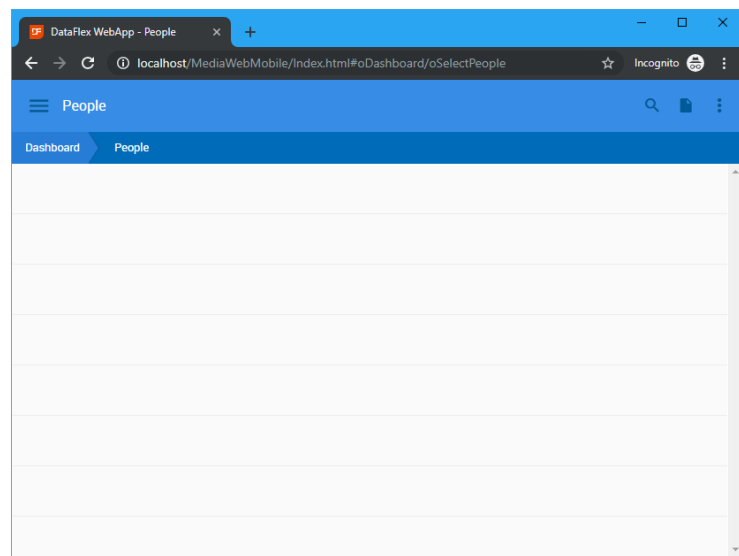 DF DataFlex WebApp - People
localhost/MediaWebMobile/Index.html#oDashboard/oSelectPeople Incognito
People
Dashboard People